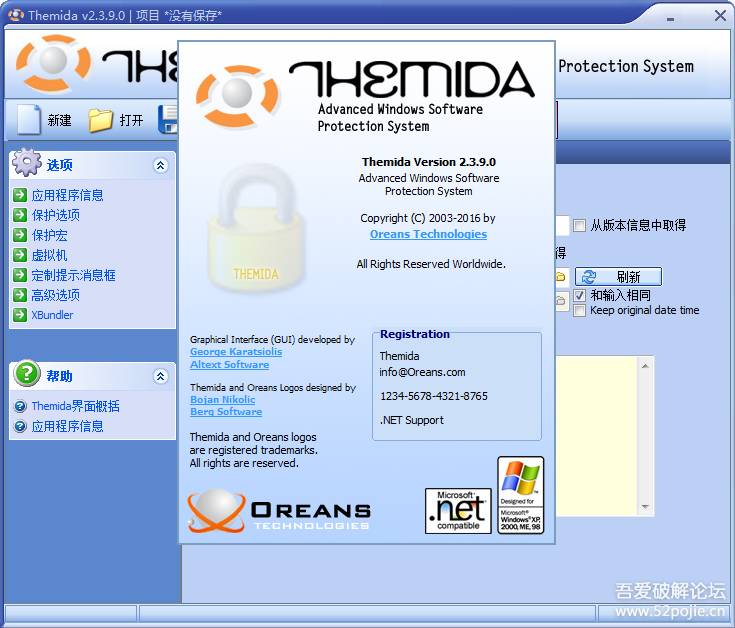 Themida v2.3.9.0 | 项目 *没有保存*
THEMIDA
Advanced Windows Software
Protection System
Protection System
新建
打开
选项
应用程序信息
保护选项
保护宏
虚拟机
定制提示消息框
高级选项
XBundler
帮助
Themida界面概括
应用程序信息
THEMIDA
Themida Version 2.3.9.0
Advanced Windows Software
Protection System
Copyright (C) 2003-2016 by
Oreans Technologies
All Rights Reserved Worldwide.
Graphical Interface (GUI) developed by
George Karatsiolis
Altext Software
Themida and Oreans Logos designed by
Bojan Nikolic
Berg Software
Themida and Oreans logos
are registered trademarks.
All rights are reserved.
Registration
Themida
info@Oreans.com
1234-5678-4321-8765
.NET Support
OREANS
TECHNOLOGIES
Microsoft
.net
compatible
Designed for
Microsoft
Windows XP,
2000, ME, 98
从版本信息中取得
得
刷新
和输入相同
Keep original date time
吾爱破解论坛
www.52pojie.cn